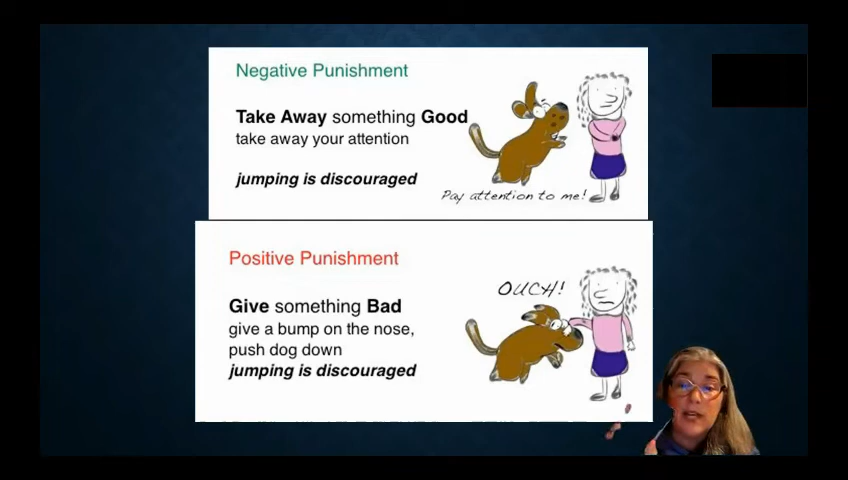 Negative Punishment
Take Away something Good
take away your attention
jumping is discouraged
Pay attention to me!
Positive Punishment
OUCH!
Give something Bad
give a bump on the nose,
push dog down
jumping is discouraged